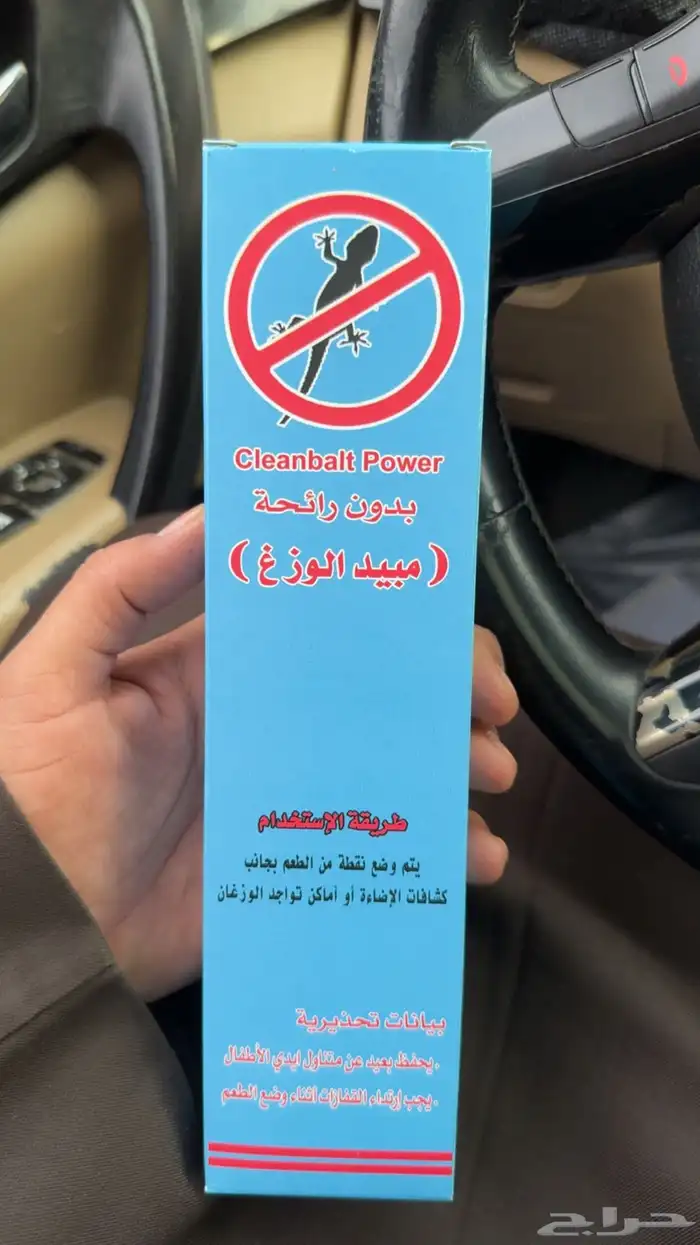 Cleanbalt Power
بدون رائحة
( مبيد الوزغ )
طريقة الإستخدام
يتم وضع نقطة من الطعم بجانب
كشافات الإضاءة أو أماكن تواجد الوزغان
بيانات تحذيرية
. يحفظ بعيد عن متناول ايدي الأطفال
. يجب إرتداء القفازات أثناء وضع الطعم
حراج